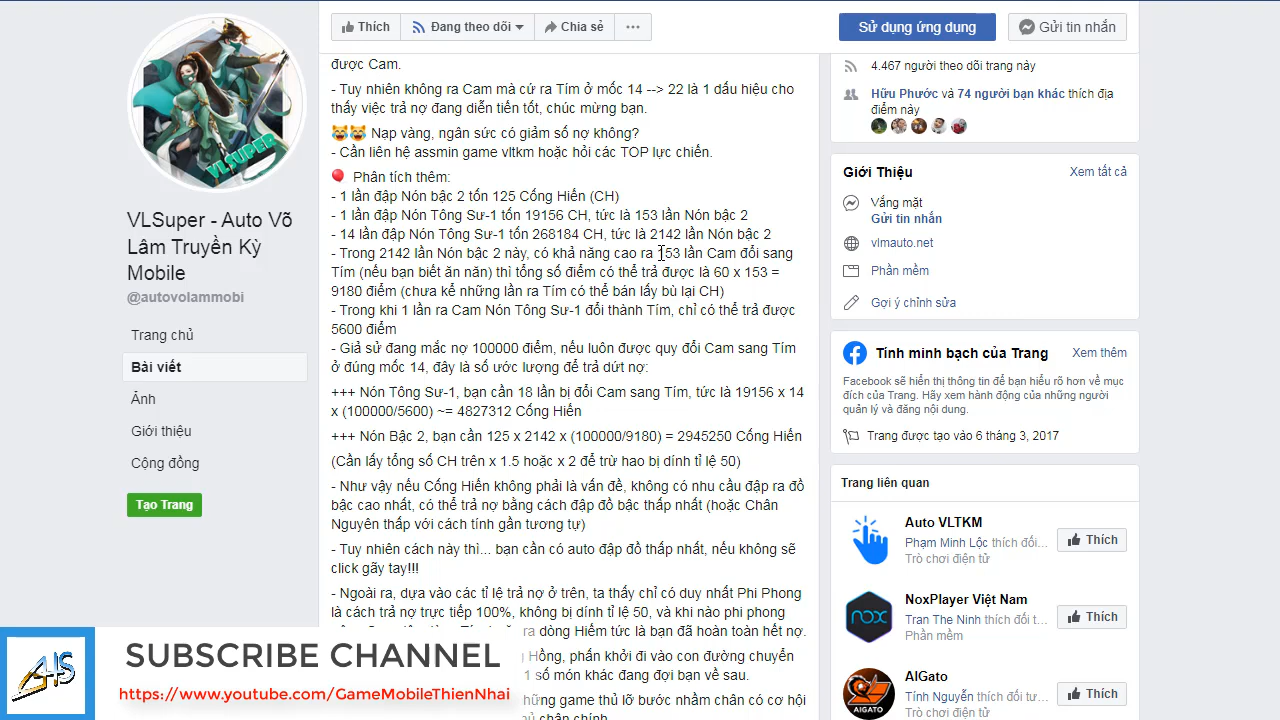 Thích
Đang theo dõi
Chia sẻ
Sử dụng ứng dụng
Gửi tin nhắn
VLSUPER
VLSuper - Auto Võ
Lâm Truyền Kỳ
Mobile
@autovolammobi
Trang chủ
Bài viết
Ảnh
Giới thiệu
Cộng đồng
Tạo Trang
được Cam.
- Tuy nhiên không ra Cam mà cứ ra Tím ở mốc 14 --> 22 là 1 dấu hiệu cho
thấy việc trả nợ đang diễn tiến tốt, chúc mừng bạn.
Nạp vàng, ngân sức có giảm số nợ không?
- Cần liên hệ assmin game vltkm hoặc hỏi các TOP lực chiến.
Phân tích thêm:
- 1 lần đập Nón bậc 2 tốn 125 Cống Hiến (CH)
- 1 lần đập Nón Tông Sư-1 tốn 19156 CH, tức là 153 lần Nón bậc 2
- 14 lần đập Nón Tông Sư-1 tốn 268184 CH, tức là 2142 lần Nón bậc 2
- Trong 2142 lần Nón bậc 2 này, có khả năng cao ra 153 lần Cam đổi sang
Tím (nếu bạn biết ăn năn) thì tổng số điểm có thể trả được là 60 x 153 =
9180 điểm (chưa kể những lần ra Tím có thể bán lấy bù lại CH)
- Trong khi 1 lần ra Cam Nón Tông Sư-1 đổi thành Tím, chỉ có thể trả được
5600 điểm
- Giả sử đang mắc nợ 100000 điểm, nếu luôn được quy đổi Cam sang Tím
ở đúng mốc 14, đây là số ước lượng để trả dứt nợ:
+++ Nón Tông Sư-1, bạn cần 18 lần bị đổi Cam sang Tím, tức là 19156 x 14
x (100000/5600) ~= 4827312 Cống Hiến
+++ Nón Bậc 2, bạn cần 125 x 2142 x (100000/9180) = 2945250 Cống Hiến
(Cần lấy tổng số CH trên x 1.5 hoặc x 2 để trừ hao bị dính tỉ lệ 50)
- Như vậy nếu Cống Hiến không phải là vấn đề, không có nhu cầu đập ra đồ
bậc cao nhất, có thể trả nợ bằng cách đập đồ bậc thấp nhất (hoặc Chân
Nguyên thấp với cách tính gần tương tự)
- Tuy nhiên cách này thì... bạn cần có auto đập đồ thấp nhất, nếu không sẽ
click gãy tay!!!
- Ngoài ra, dựa vào các tỉ lệ trả nợ ở trên, ta thấy chỉ có duy nhất Phi Phong
là cách trả nợ trực tiếp 100%, không bị dính tỉ lệ 50, và khi nào phi phong
ra dòng Hiếm tức là bạn đã hoàn toàn hết nợ.
Hồng, phấn khởi đi vào con đường chuyển
1 số món khác đang đợi bạn về sau.
những game thủ lỡ bước nhầm chân có cơ hội
chân chính.
4.467 người theo dõi trang này
Hữu Phước và 74 người bạn khác thích địa
điểm này
Giới Thiệu
Xem tất cả
Vắng mặt
Gửi tin nhắn
vlmauto.net
Phần mềm
Gợi ý chỉnh sửa
Tính minh bạch của Trang
Xem thêm
Facebook sẽ hiển thị thông tin để bạn hiểu rõ hơn về mục
đích của Trang. Hãy xem hành động của những người
quản lý và đăng nội dung.
Trang được tạo vào 6 tháng 3, 2017
Trang liên quan
Auto VLTKM
Phạm Minh Lộc thích đối...
Trò chơi điện tử
Thích
NoxPlayer Việt Nam
Tran The Ninh thích đối t...
Phần mềm
Thích
AIGato
Tính Nguyễn thích đối tư...
Trò chơi điện tử
Thích
nox
AIGATO
SUBSCRIBE CHANNEL
https://www.youtube.com/GameMobileThienNhai